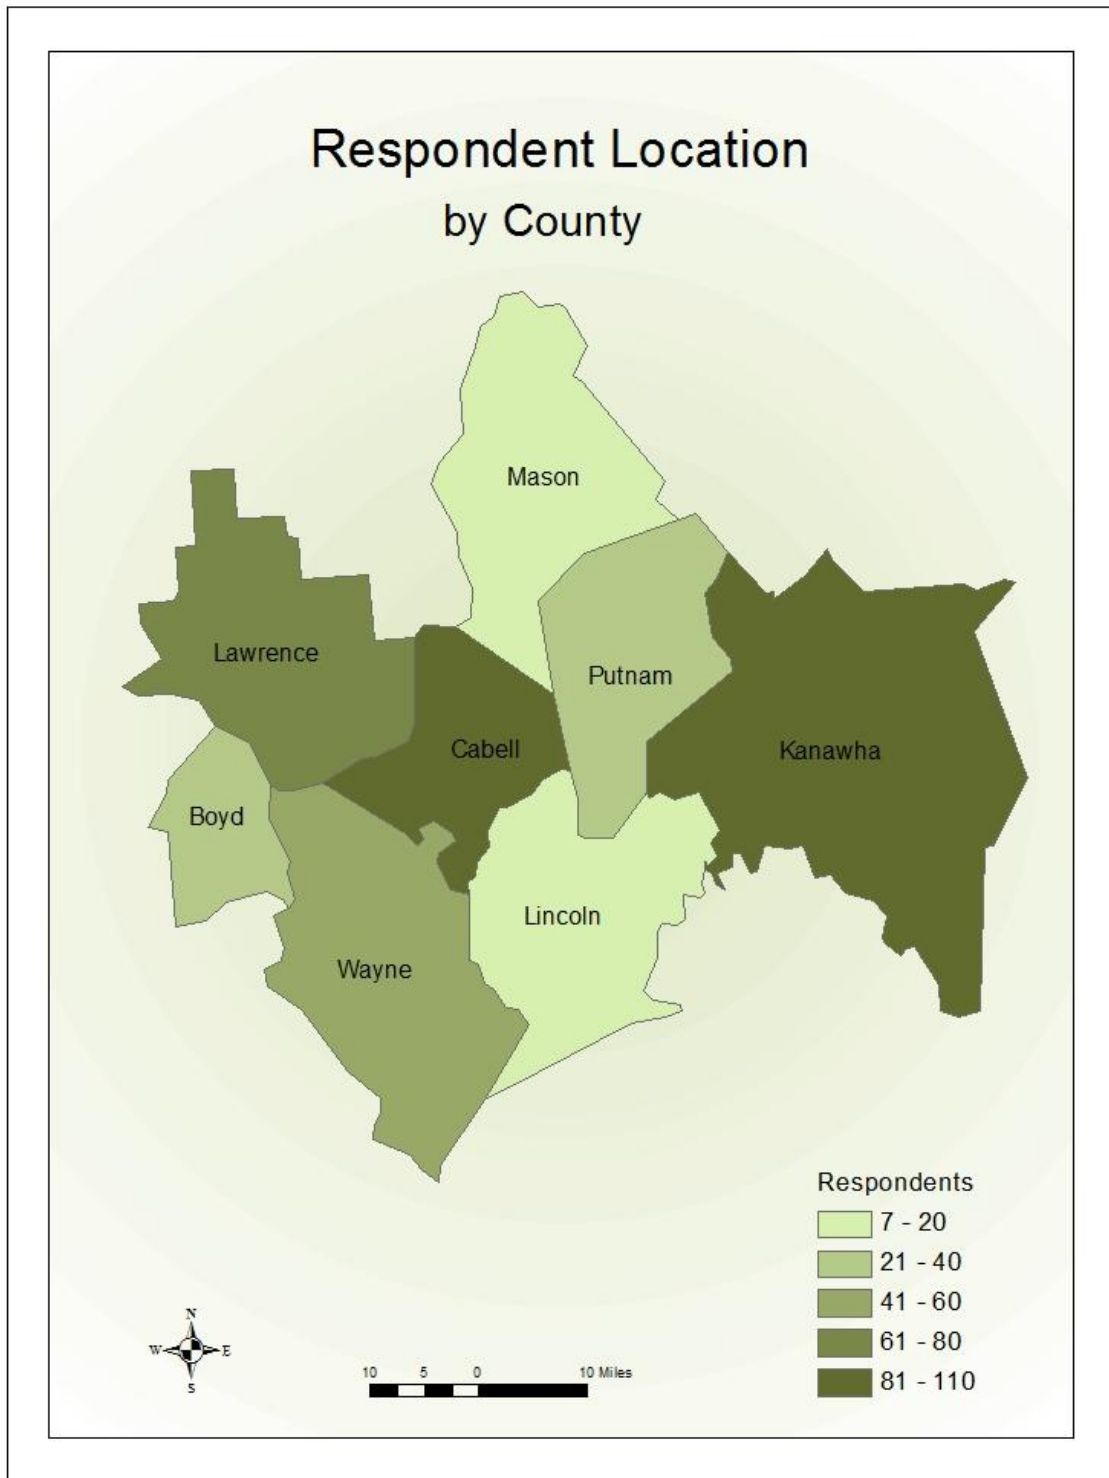 Respondent Location
by County
Mason
Lawrence
Putnam
Cabell
Kanawha
Boyd
Lincoln
Wayne
Respondents
7 - 20
21 - 40
41 - 60
61 - 80
81 - 110
N
W E
S
10 5 0 10 Miles